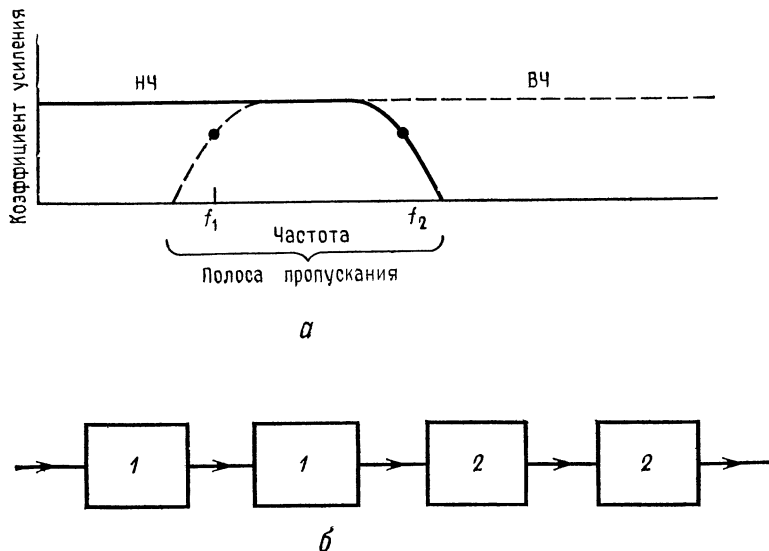 Коэффициент усиления
НЧ
ВЧ
f₁
f₂
Частота
Полоса пропускания
а
1
1
2
2
б